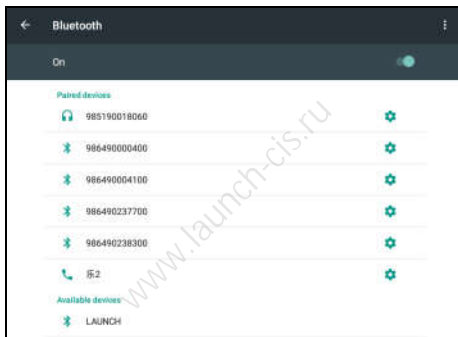 Bluetooth
On
Paired devices
985190018060
986490000400
986490004100
986490237700
986490238300
乐2
Available devices
LAUNCH
www.launch-cis.ru